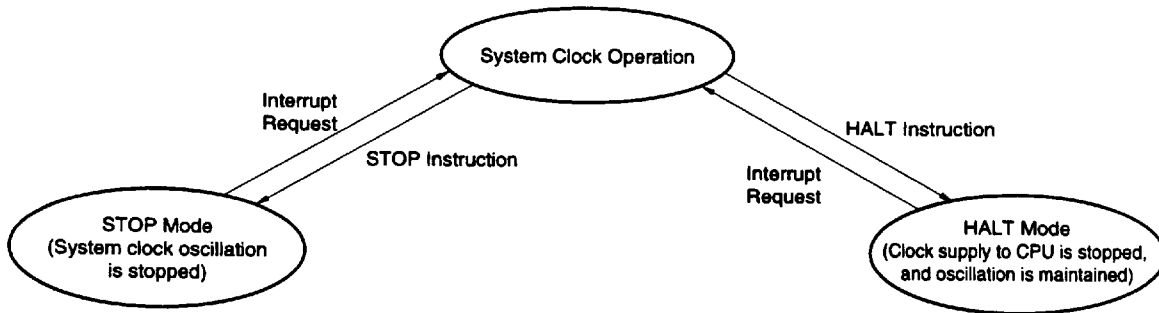 System Clock Operation
Interrupt
Request
STOP Instruction
HALT Instruction
Interrupt
Request
STOP Mode
(System clock oscillation
is stopped)
HALT Mode
(Clock supply to CPU is stopped,
and oscillation is maintained)